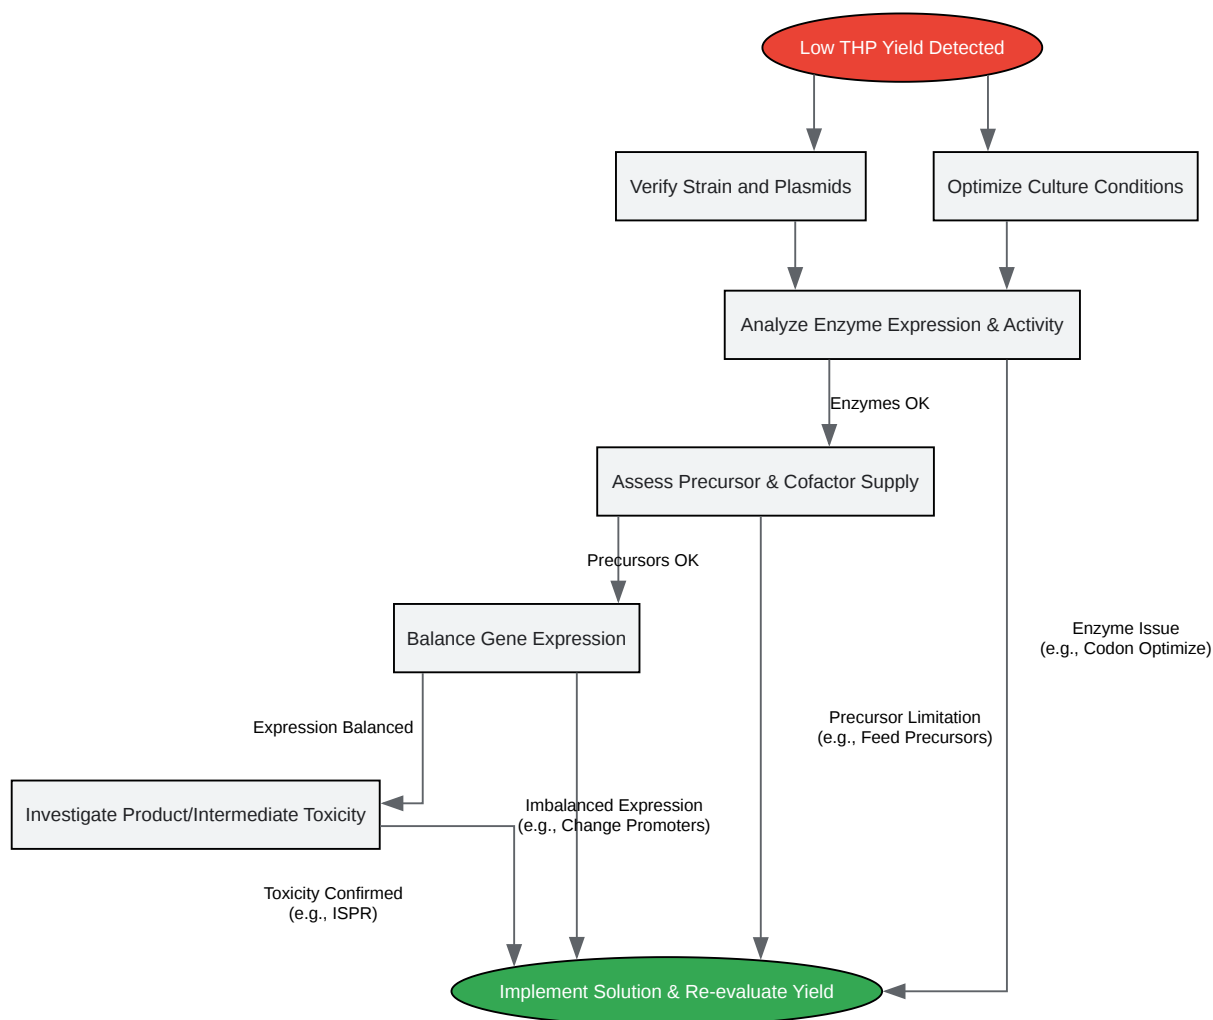 Low THP Yield Detected
Verify Strain and Plasmids
Optimize Culture Conditions
Analyze Enzyme Expression & Activity
Enzymes OK
Assess Precursor & Cofactor Supply
Precursors OK
Balance Gene Expression
Enzyme Issue
(e.g., Codon Optimize)
Expression Balanced
Precursor Limitation
(e.g., Feed Precursors)
Investigate Product/Intermediate Toxicity
Imbalanced Expression
(e.g., Change Promoters)
Toxicity Confirmed
(e.g., ISPR)
Implement Solution & Re-evaluate Yield